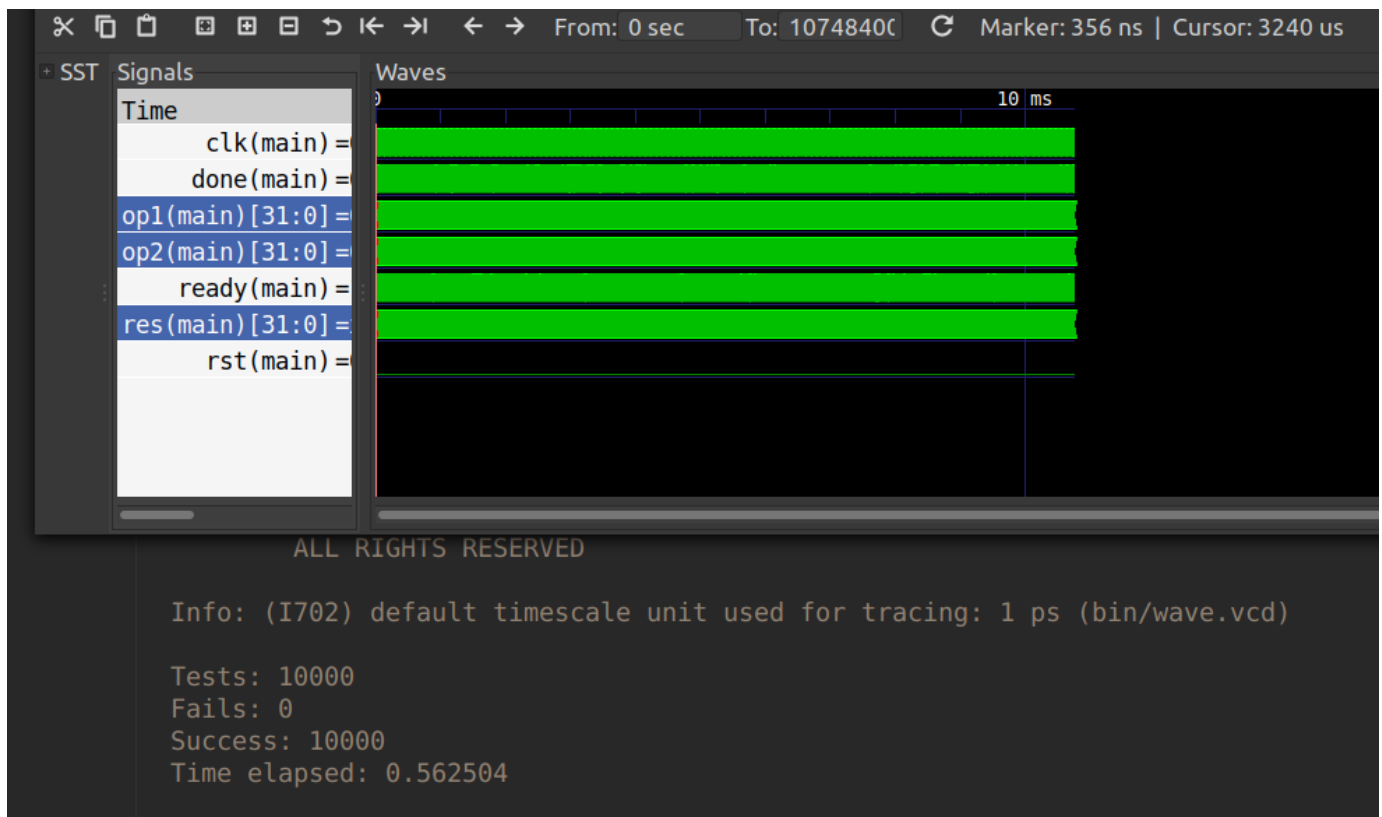 From: 0 sec To: 10748400 Marker: 356 ns | Cursor: 3240 us
SST Signals Waves
Time 0 10 ms
clk(main)=
done(main)=
op1(main)[31:0]=
op2(main)[31:0]=
ready(main)=
res(main)[31:0]=
rst(main)=
ALL RIGHTS RESERVED
Info: (I702) default timescale unit used for tracing: 1 ps (bin/wave.vcd)
Tests: 10000
Fails: 0
Success: 10000
Time elapsed: 0.562504